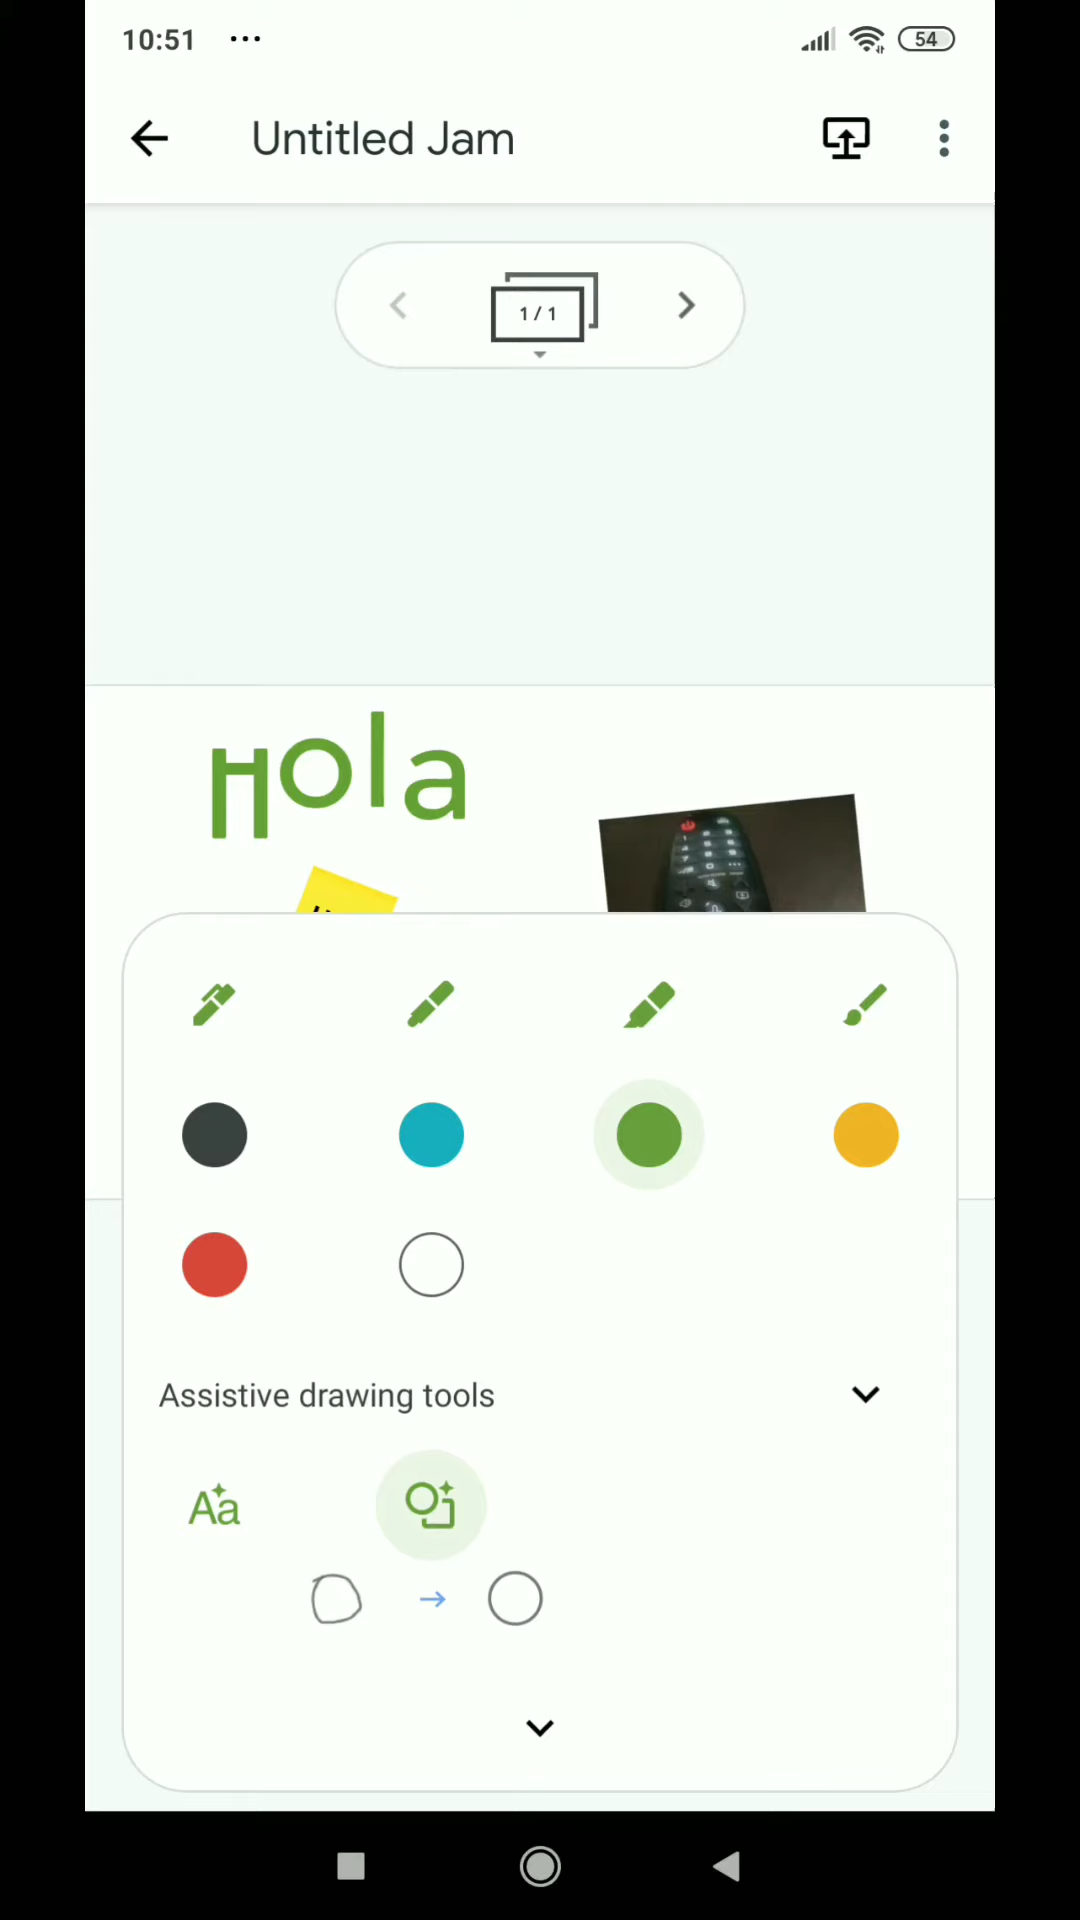 10:51 ... 54
Untitled Jam
1 / 1
Hola
Assistive drawing tools
Aa